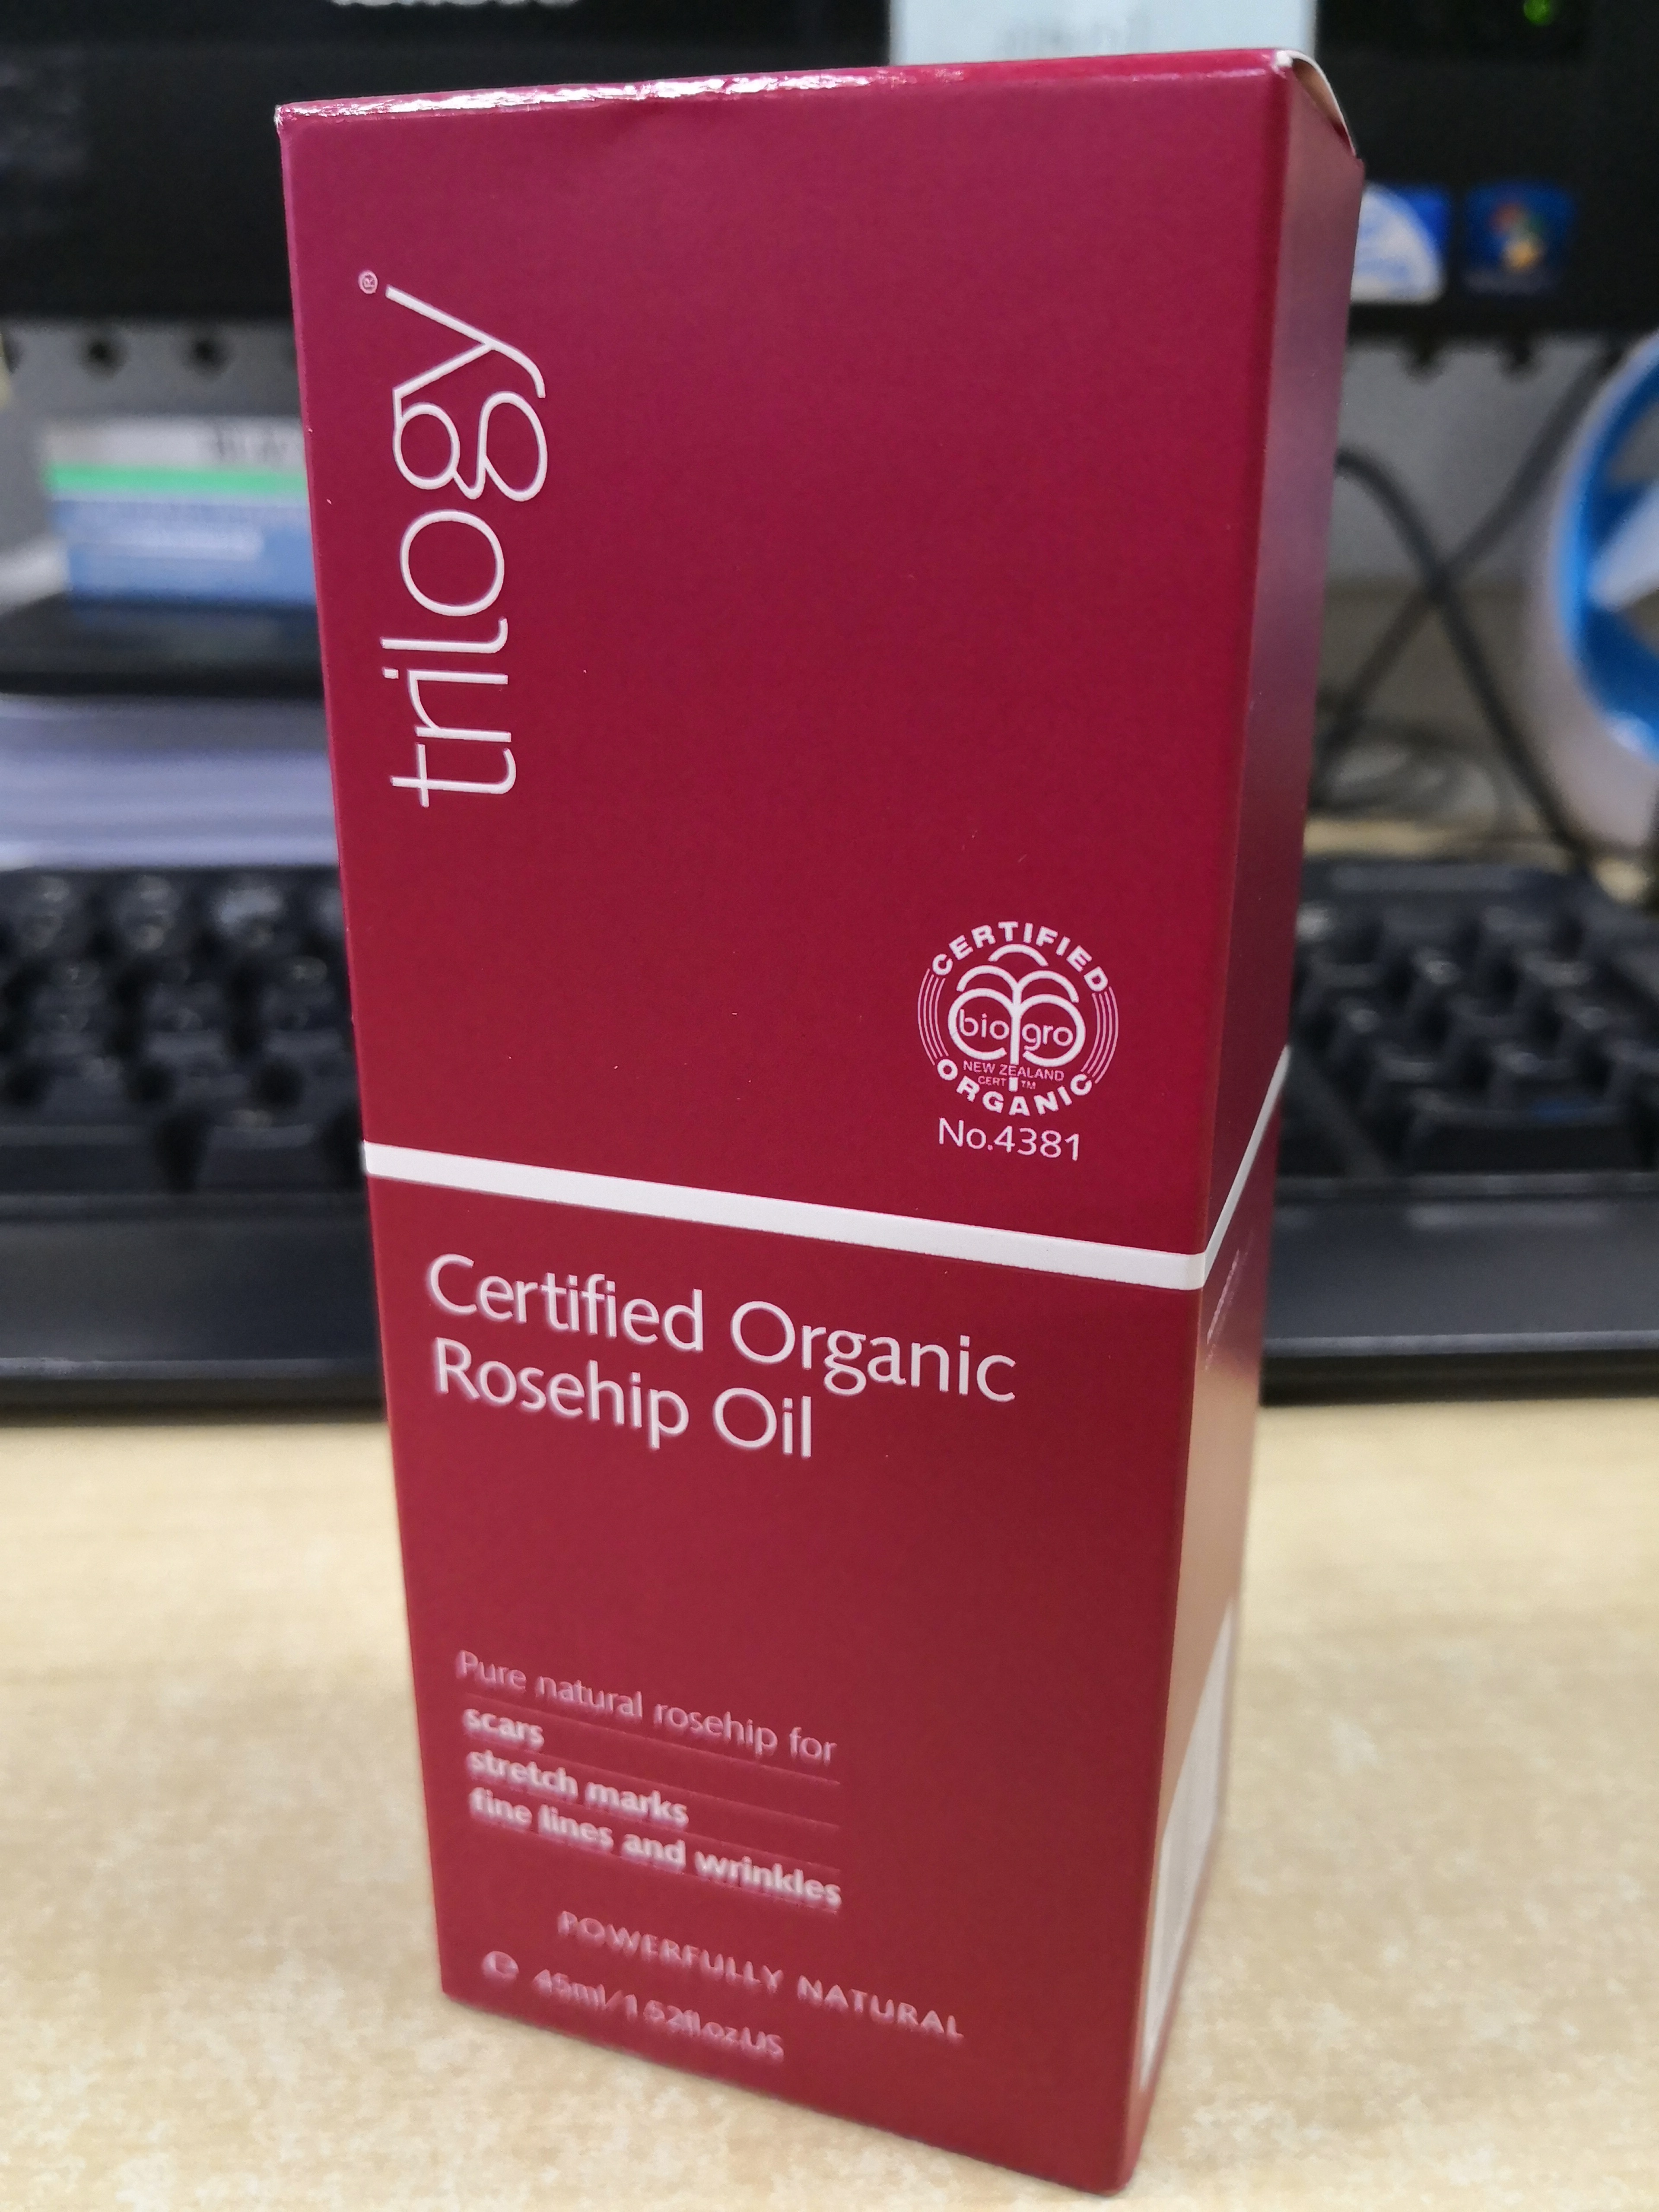 trilogy®
CERTIFIED
bio gro
NEW ZEALAND
CERT TM
ORGANIC
No.4381
Certified Organic
Rosehip Oil
Pure natural rosehip for
scars
stretch marks
fine lines and wrinkles
POWERFULLY NATURAL
℮ 45ml/1.52fl.oz.US